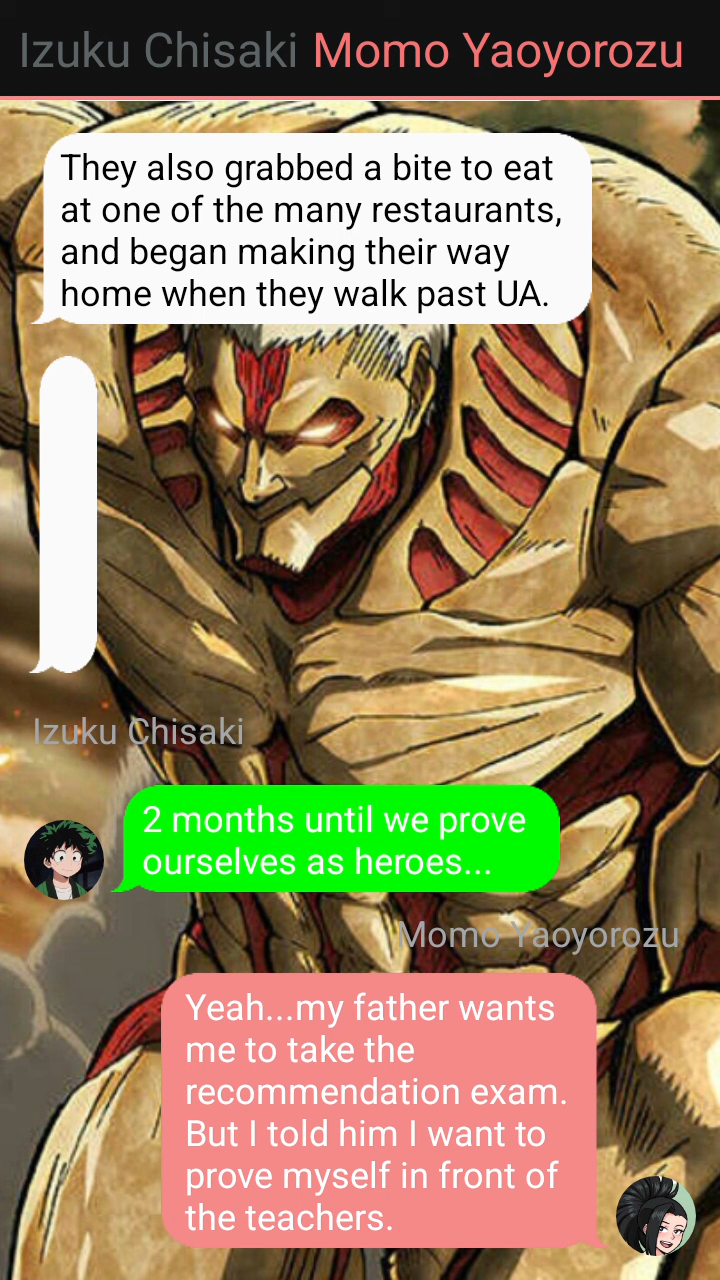 Izuku Chisaki Momo Yaoyorozu
They also grabbed a bite to eat
at one of the many restaurants,
and began making their way
home when they walk past UA.
Izuku Chisaki
2 months until we prove
ourselves as heroes...
Momo Yaoyorozu
Yeah...my father wants
me to take the
recommendation exam.
But I told him I want to
prove myself in front of
the teachers.